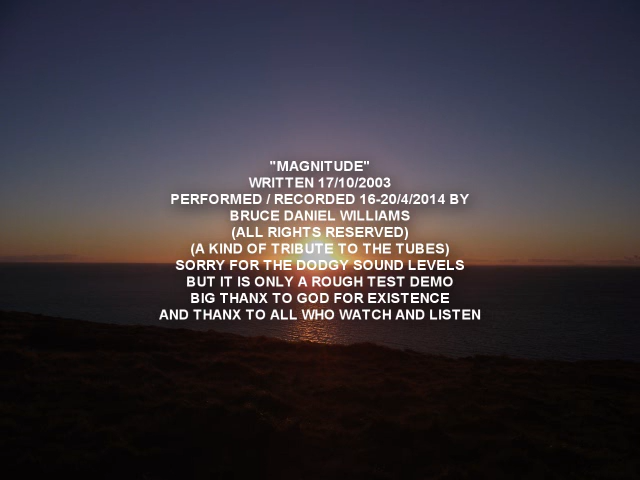 "MAGNITUDE"
WRITTEN 17/10/2003
PERFORMED / RECORDED 16-20/4/2014 BY
BRUCE DANIEL WILLIAMS
(ALL RIGHTS RESERVED)
(A KIND OF TRIBUTE TO THE TUBES)
SORRY FOR THE DODGY SOUND LEVELS
BUT IT IS ONLY A ROUGH TEST DEMO
BIG THANX TO GOD FOR EXISTENCE
AND THANX TO ALL WHO WATCH AND LISTEN